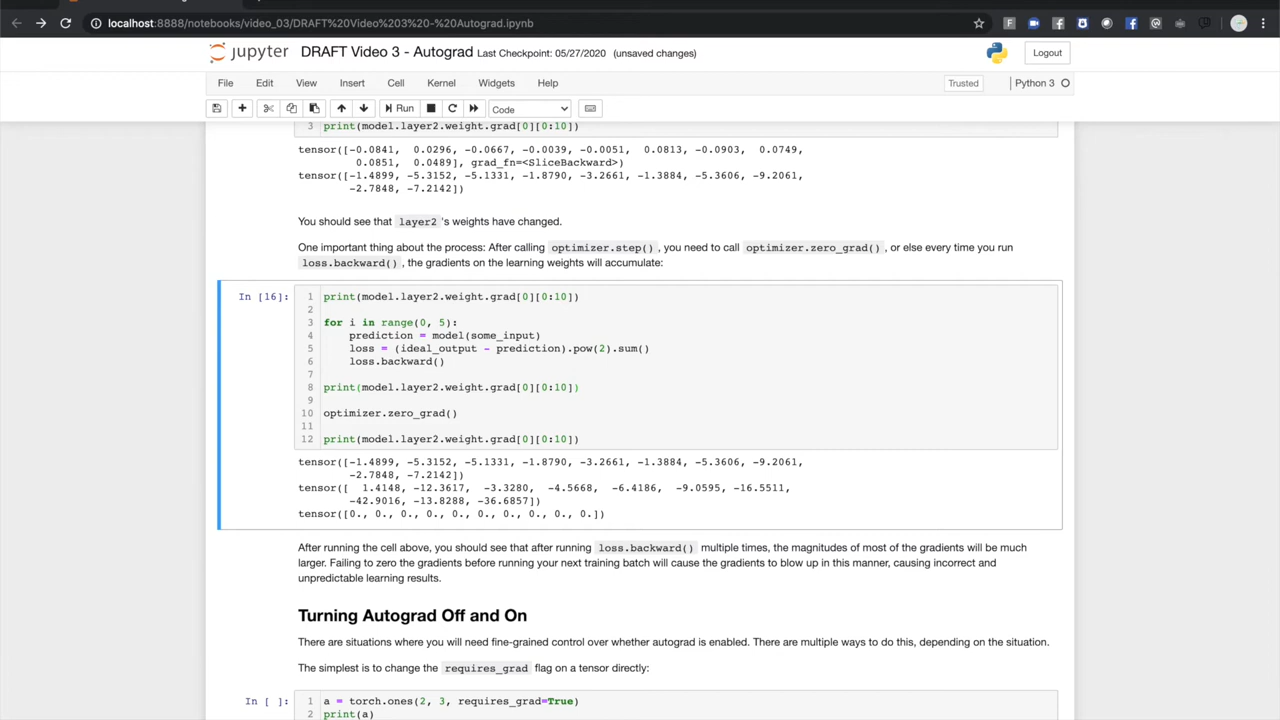 localhost:8888/notebooks/video_03/DRAFT%20Video%203%20-%20Autograd.ipynb
jupyter DRAFT Video 3 - Autograd Last Checkpoint: 05/27/2020 (unsaved changes) Logout
File Edit View Insert Cell Kernel Widgets Help Trusted Python 3
Run Code
3 print(model.layer2.weight.grad[0][0:10])
tensor([-0.0841, 0.0296, -0.0667, -0.0039, -0.0051, 0.0813, -0.0903, 0.0749,
0.0851, 0.0489], grad_fn=<SliceBackward>)
tensor([-1.4899, -5.3152, -5.1331, -1.8790, -3.2661, -1.3884, -5.3606, -9.2061,
-2.7848, -7.2142])
You should see that layer2 's weights have changed.
One important thing about the process: After calling optimizer.step() , you need to call optimizer.zero_grad() , or else every time you run
loss.backward() , the gradients on the learning weights will accumulate:
In [16]: 1 print(model.layer2.weight.grad[0][0:10])
2
3 for i in range(0, 5):
4 prediction = model(some_input)
5 loss = (ideal_output - prediction).pow(2).sum()
6 loss.backward()
7
8 print(model.layer2.weight.grad[0][0:10])
9
10 optimizer.zero_grad()
11
12 print(model.layer2.weight.grad[0][0:10])
tensor([-1.4899, -5.3152, -5.1331, -1.8790, -3.2661, -1.3884, -5.3606, -9.2061,
-2.7848, -7.2142])
tensor([ 1.4148, -12.3617, -3.3280, -4.5668, -6.4186, -9.0595, -16.5511,
-42.9016, -13.8288, -36.6857])
tensor([0., 0., 0., 0., 0., 0., 0., 0., 0., 0.])
After running the cell above, you should see that after running loss.backward() multiple times, the magnitudes of most of the gradients will be much
larger. Failing to zero the gradients before running your next training batch will cause the gradients to blow up in this manner, causing incorrect and
unpredictable learning results.
Turning Autograd Off and On
There are situations where you will need fine-grained control over whether autograd is enabled. There are multiple ways to do this, depending on the situation.
The simplest is to change the requires_grad flag on a tensor directly:
In [ ]: 1 a = torch.ones(2, 3, requires_grad=True)
2 print(a)